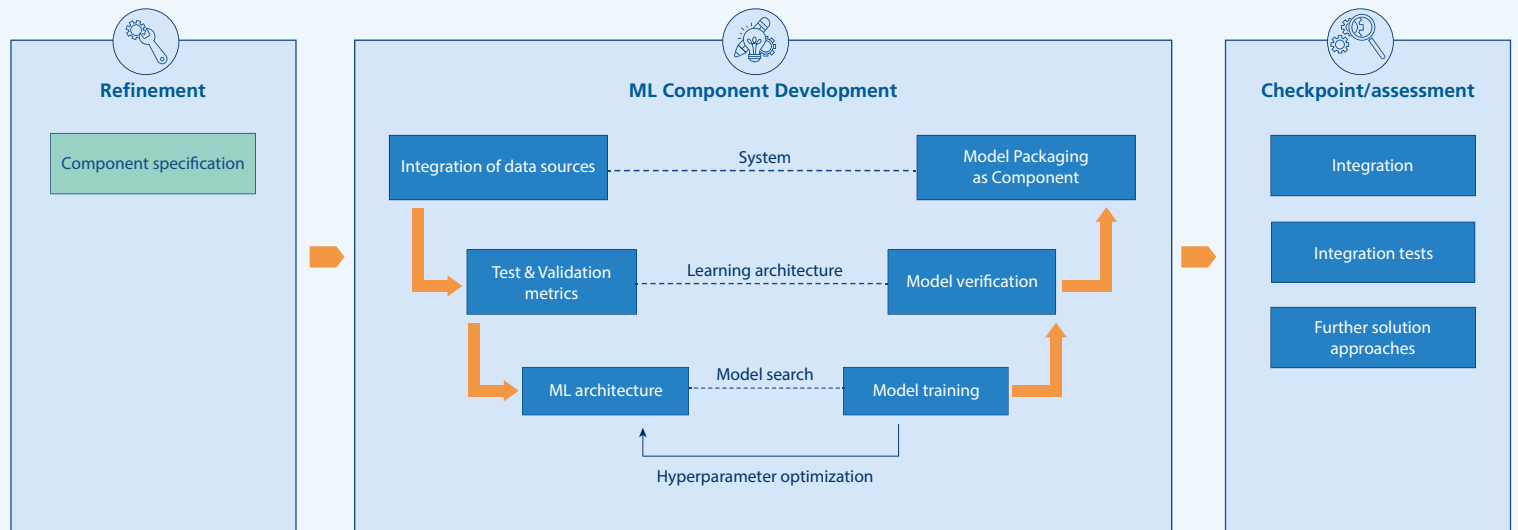 Refinement
Component specification
ML Component Development
Integration of data sources
System
Model Packaging
as Component
Test & Validation
metrics
Learning architecture
Model verification
ML architecture
Model search
Model training
Hyperparameter optimization
Checkpoint/assessment
Integration
Integration tests
Further solution
approaches